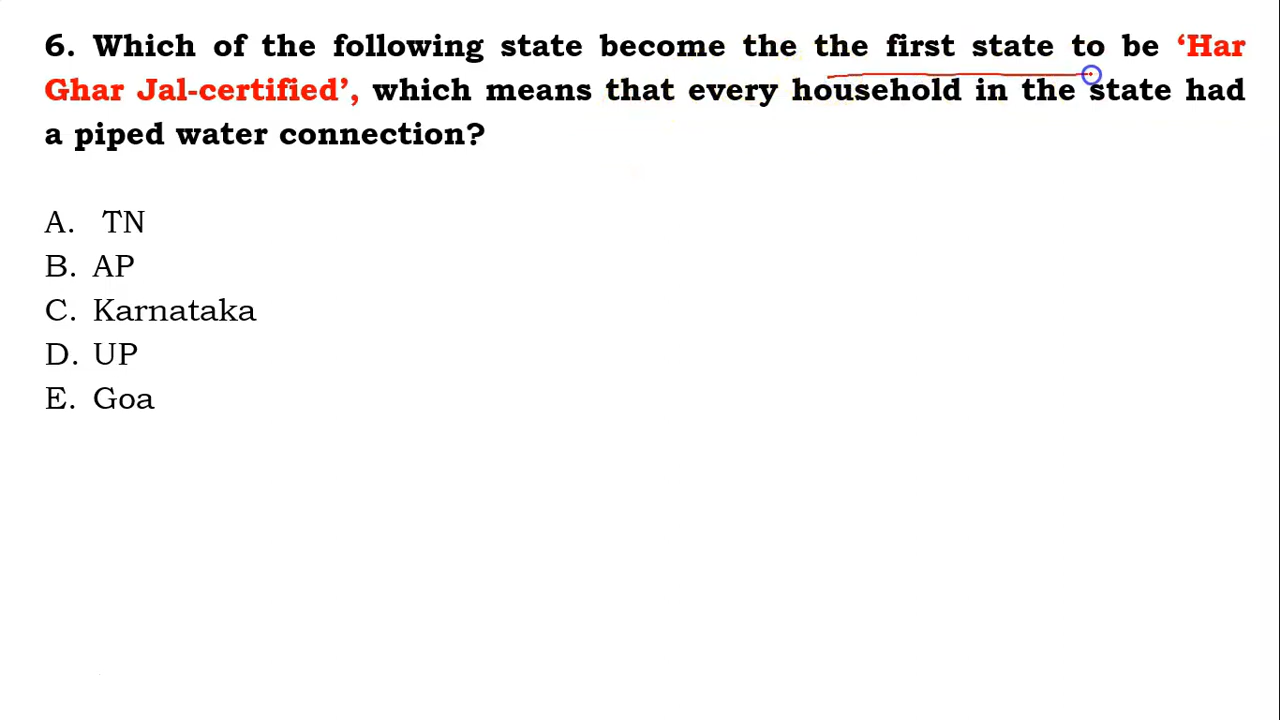 6. Which of the following state become the the first state to be ‘Har
Ghar Jal-certified’, which means that every household in the state had
a piped water connection?
A. TN
B. AP
C. Karnataka
D. UP
E. Goa